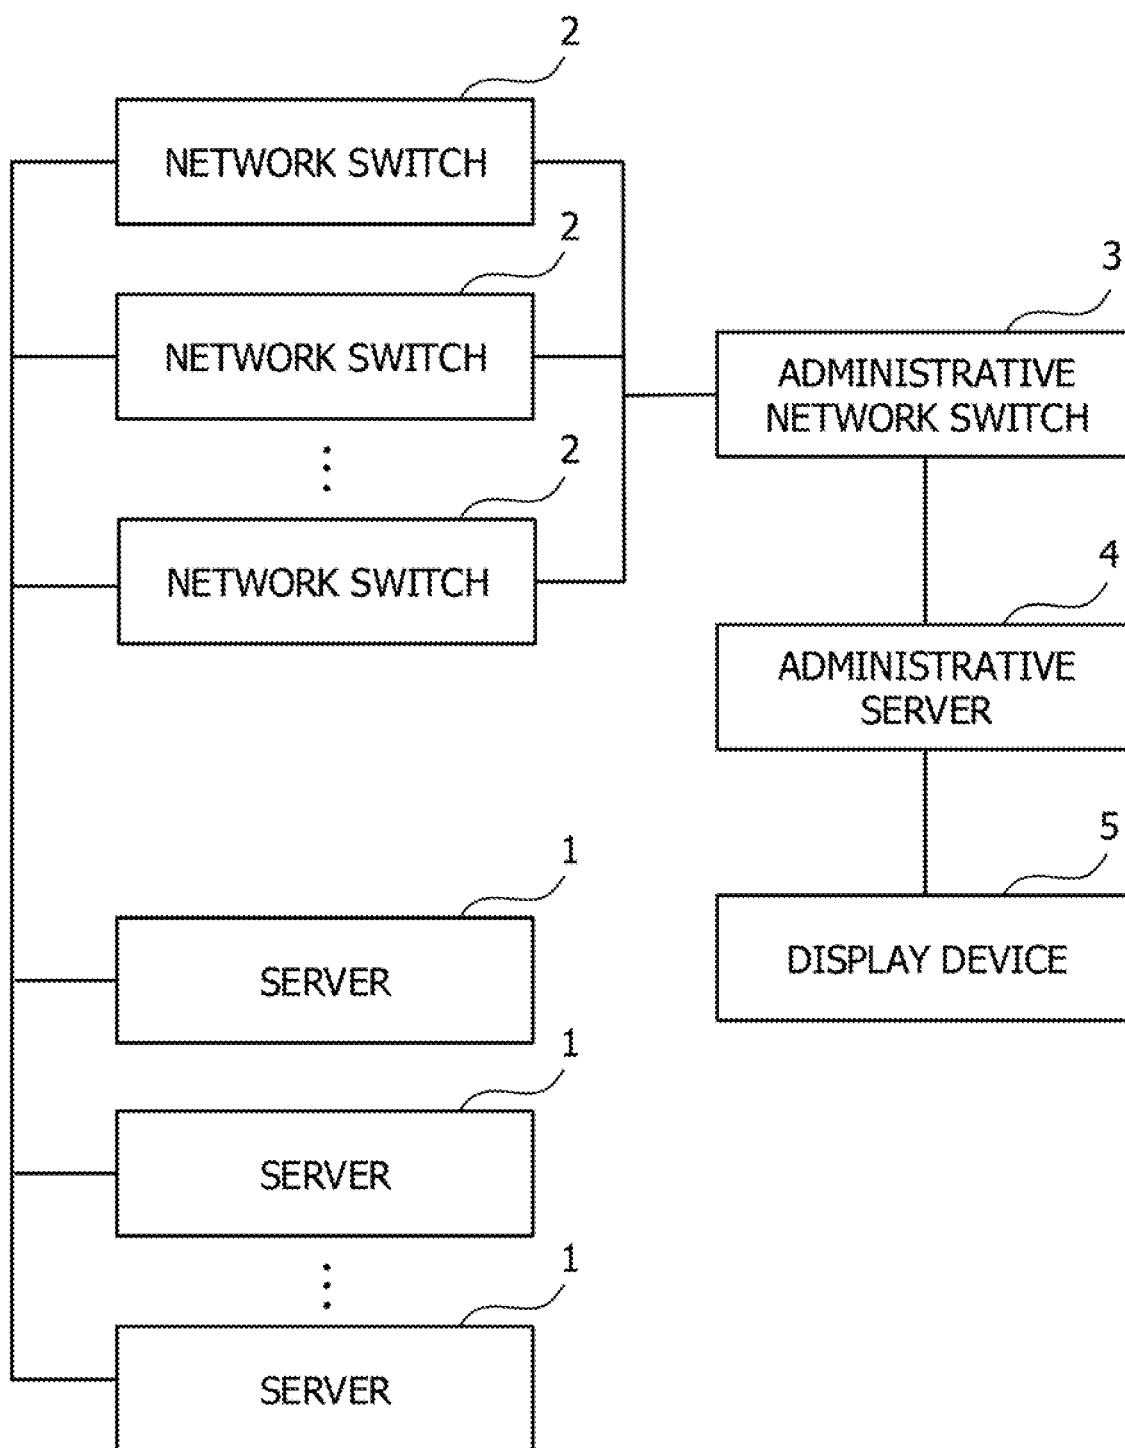 2
NETWORK SWITCH
2
NETWORK SWITCH
2
NETWORK SWITCH
3
ADMINISTRATIVE
NETWORK SWITCH
4
ADMINISTRATIVE
SERVER
5
DISPLAY DEVICE
1
SERVER
1
SERVER
1
SERVER